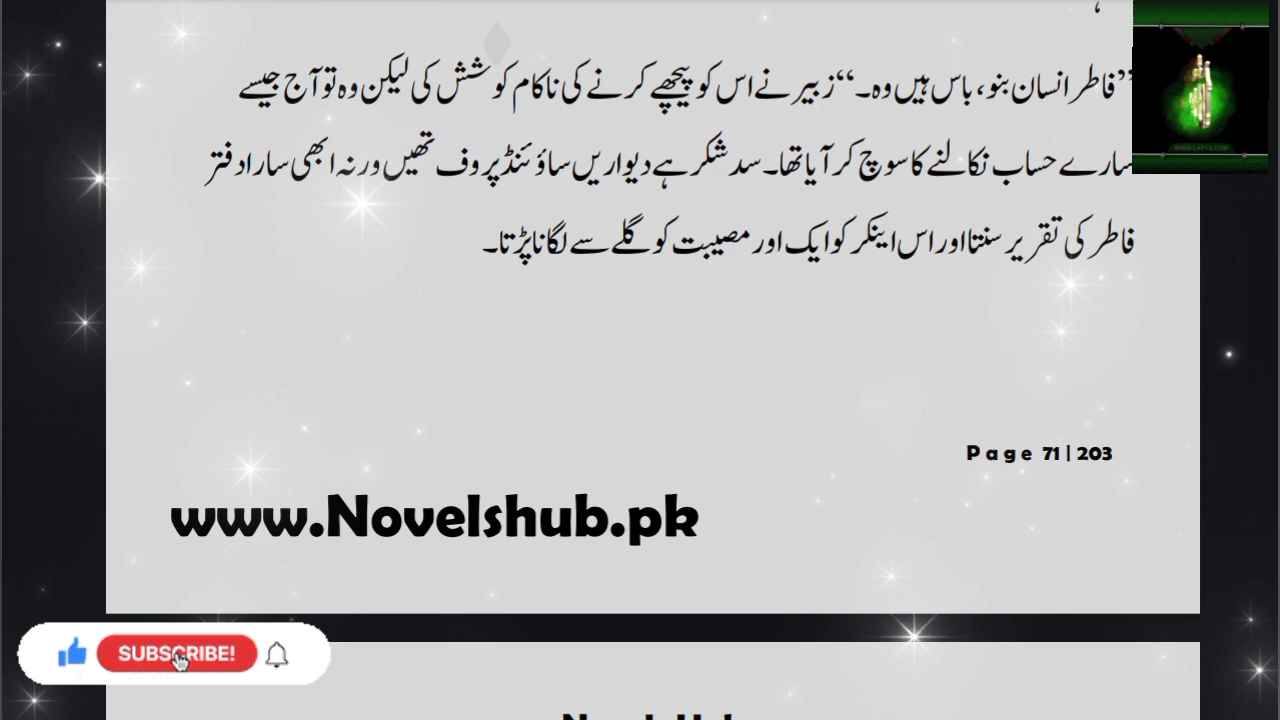 ”فاطر انسان بنو، باس ہیں وہ۔“ زبیر نے اس کو پیچھے کرنے کی ناکام کوشش کی لیکن وہ تو آج جیسے
سارے حساب نکالنے کا سوچ کر آیا تھا۔ سد شکر ہے دیواریں ساؤنڈ پروف تھیں ورنہ ابھی سارا دفتر
فاطر کی تقریر سنتا اور اس اینکر کو ایک اور مصیبت کو گلے سے لگانا پڑتا۔
Page 71 | 203
www.Novelshub.pk
SUBSCRIBE!
WWW.LAFFS.COM